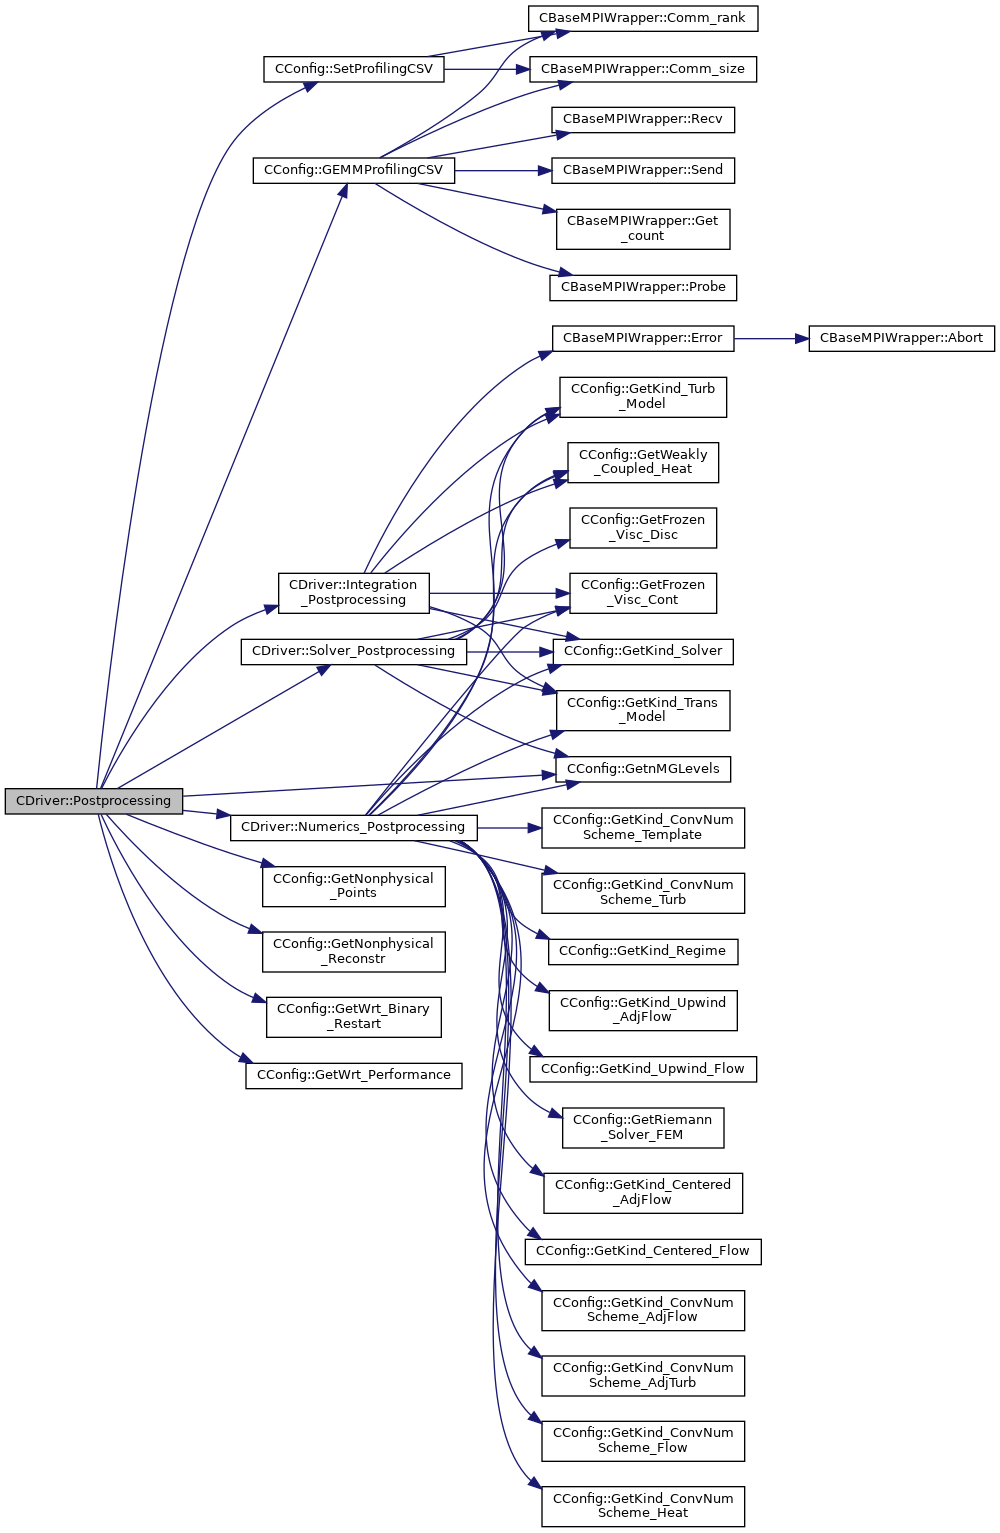 CBaseMPIWrapper::Comm_rank
CConfig::SetProfilingCSV
CBaseMPIWrapper::Comm_size
CBaseMPIWrapper::Recv
CConfig::GEMMProfilingCSV
CBaseMPIWrapper::Send
CBaseMPIWrapper::Get
_count
CBaseMPIWrapper::Probe
CBaseMPIWrapper::Error
CBaseMPIWrapper::Abort
CConfig::GetKind_Turb
_Model
CConfig::GetWeakly
_Coupled_Heat
CConfig::GetFrozen
_Visc_Disc
CDriver::Integration
_Postprocessing
CConfig::GetFrozen
_Visc_Cont
CDriver::Solver_Postprocessing
CConfig::GetKind_Solver
CConfig::GetKind_Trans
_Model
CConfig::GetnMGLevels
CDriver::Postprocessing
CDriver::Numerics_Postprocessing
CConfig::GetKind_ConvNum
Scheme_Template
CConfig::GetNonphysical
_Points
CConfig::GetKind_ConvNum
Scheme_Turb
CConfig::GetNonphysical
_Reconstr
CConfig::GetKind_Regime
CConfig::GetWrt_Binary
_Restart
CConfig::GetKind_Upwind
_AdjFlow
CConfig::GetWrt_Performance
CConfig::GetKind_Upwind_Flow
CConfig::GetRiemann
_Solver_FEM
CConfig::GetKind_Centered
_AdjFlow
CConfig::GetKind_Centered_Flow
CConfig::GetKind_ConvNum
Scheme_AdjFlow
CConfig::GetKind_ConvNum
Scheme_AdjTurb
CConfig::GetKind_ConvNum
Scheme_Flow
CConfig::GetKind_ConvNum
Scheme_Heat